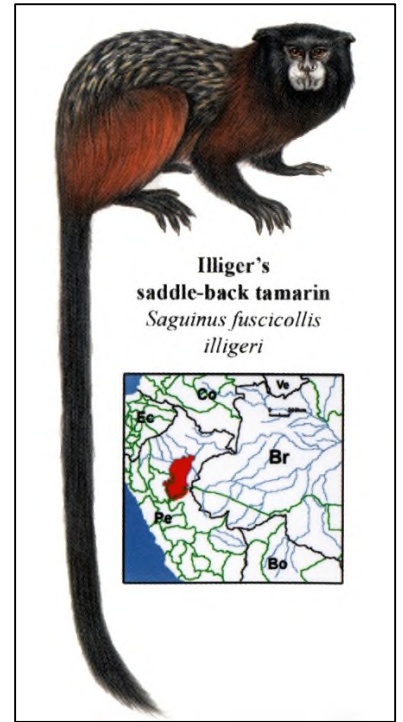 Illiger's
saddle-back tamarin
Saguinus fuscicollis
illigeri
Ve
Co
Ec
Br
Pe
Bo